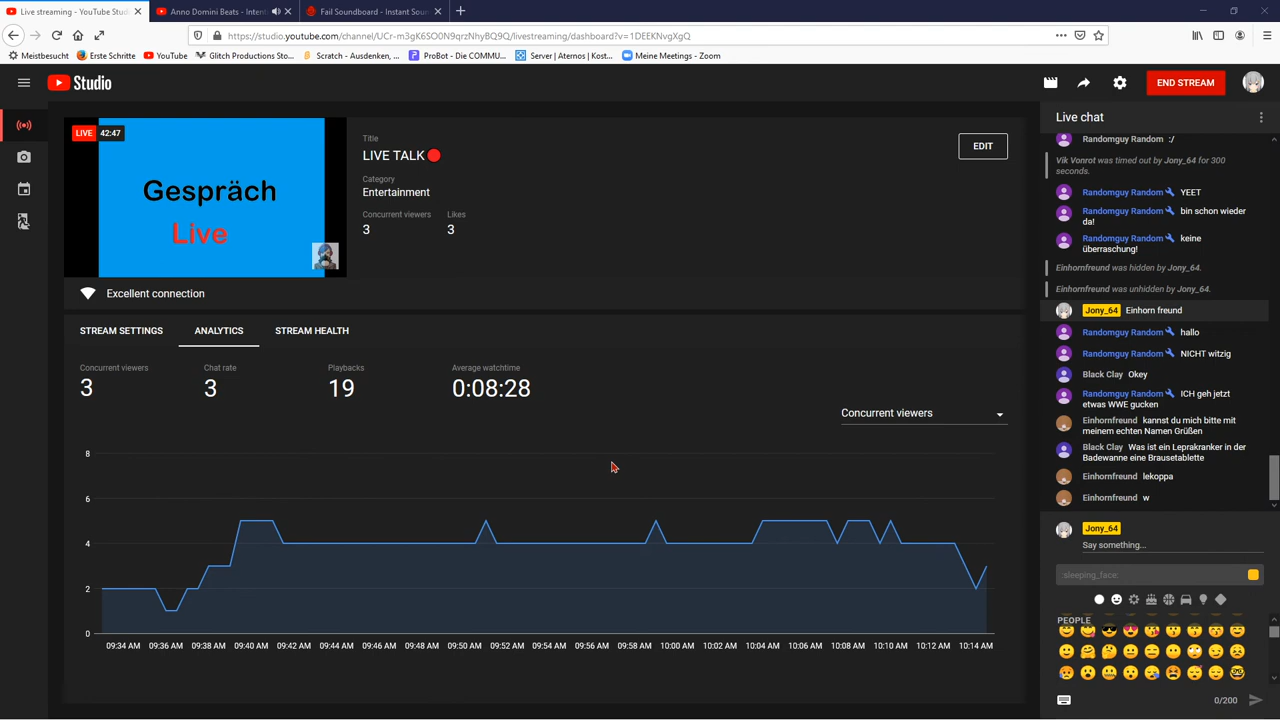 Live streaming - YouTube Studio
Anno Domini Beats - Intent
Fail Soundboard - Instant Soun
https://studio.youtube.com/channel/UCr-m3gK6SO0N9qrzNhyBQ9Q/livestreaming/dashboard?v=1DEEKNvgXgQ
Meistbesucht
Erste Schritte
YouTube
Glitch Productions Sto...
Scratch - Ausdenken, ...
ProBot - Die COMMU...
Server | Aternos | Kost...
Meine Meetings - Zoom
Studio
END STREAM
LIVE 42:47
Gespräch
Live
Title
LIVE TALK
EDIT
Category
Entertainment
Concurrent viewers
Likes
3
3
Excellent connection
STREAM SETTINGS
ANALYTICS
STREAM HEALTH
Concurrent viewers
3
Chat rate
3
Playbacks
19
Average watchtime
0:08:28
Concurrent viewers
8
6
4
2
0
09:34 AM 09:36 AM 09:38 AM 09:40 AM 09:42 AM 09:44 AM 09:46 AM 09:48 AM 09:50 AM 09:52 AM 09:54 AM 09:56 AM 09:58 AM 10:00 AM 10:02 AM 10:04 AM 10:06 AM 10:08 AM 10:10 AM 10:12 AM 10:14 AM
Live chat
Randomguy Random :/
Vik Vonrot was timed out by Jony_64 for 300
seconds.
Randomguy Random YEET
Randomguy Random bin schon wieder
da!
Randomguy Random keine
überraschung!
Einhornfreund was hidden by Jony_64.
Einhornfreund was unhidden by Jony_64.
Jony_64 Einhorn freund
Randomguy Random hallo
Randomguy Random NICHT witzig
Black Clay Okey
Randomguy Random ICH geh jetzt
etwas WWE gucken
Einhornfreund kannst du mich bitte mit
meinem echten Namen Grüßen
Black Clay Was ist ein Leprakranker in der
Badewanne eine Brausetablette
Einhornfreund lekoppa
Einhornfreund w
Jony_64
Say something...
:sleeping_face:
PEOPLE
0/200